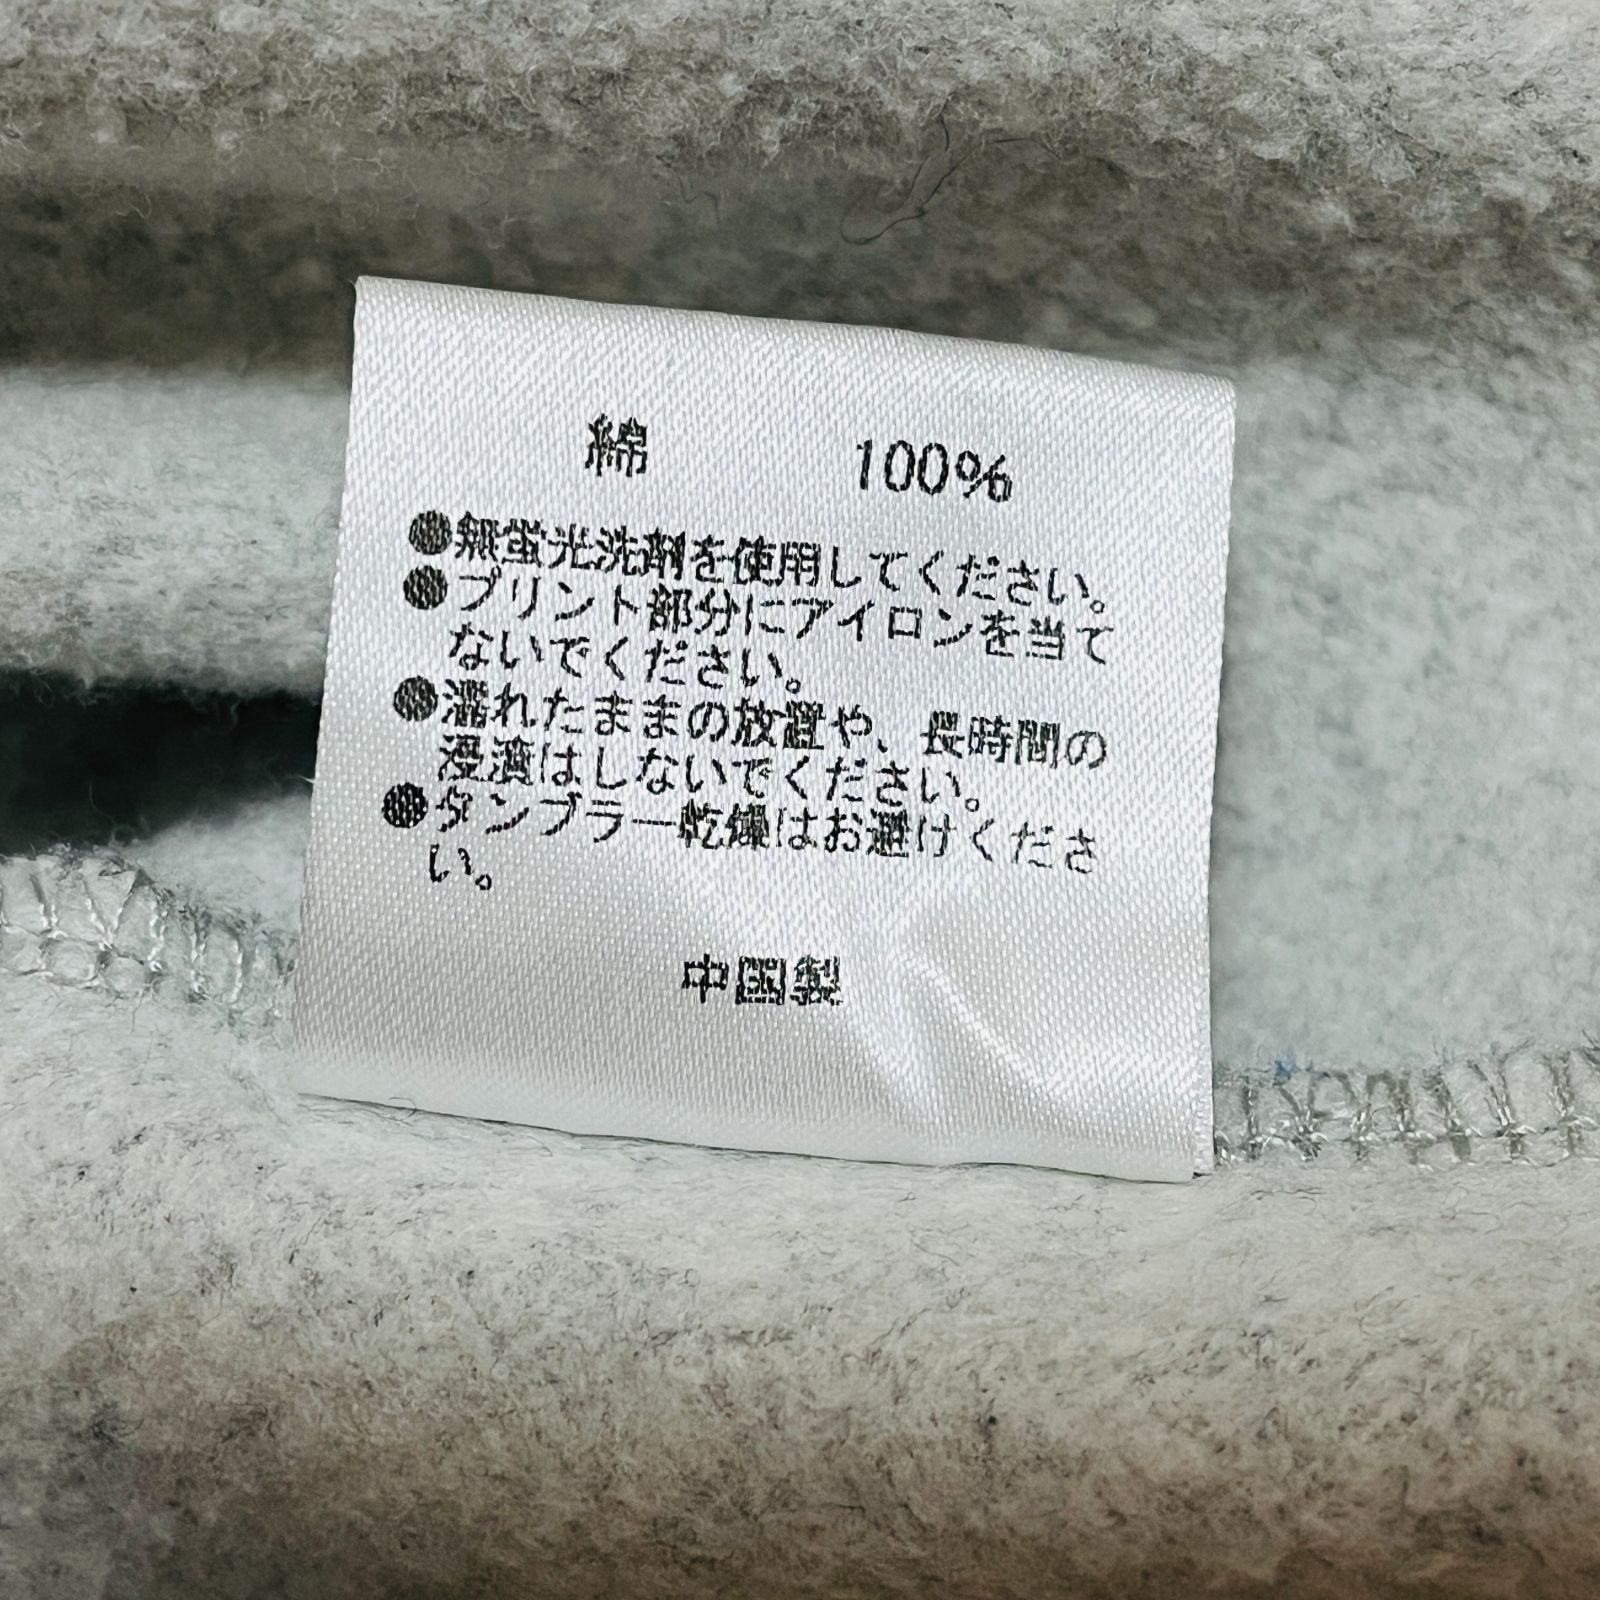 綿 100%
●無蛍光洗剤を使用してください。
●プリント部分にアイロンを当て
ないでください。
●濡れたままの放置や、長時間の
浸漬はしないでください。
●タンブラー乾燥はお避けくださ
い。
中国製